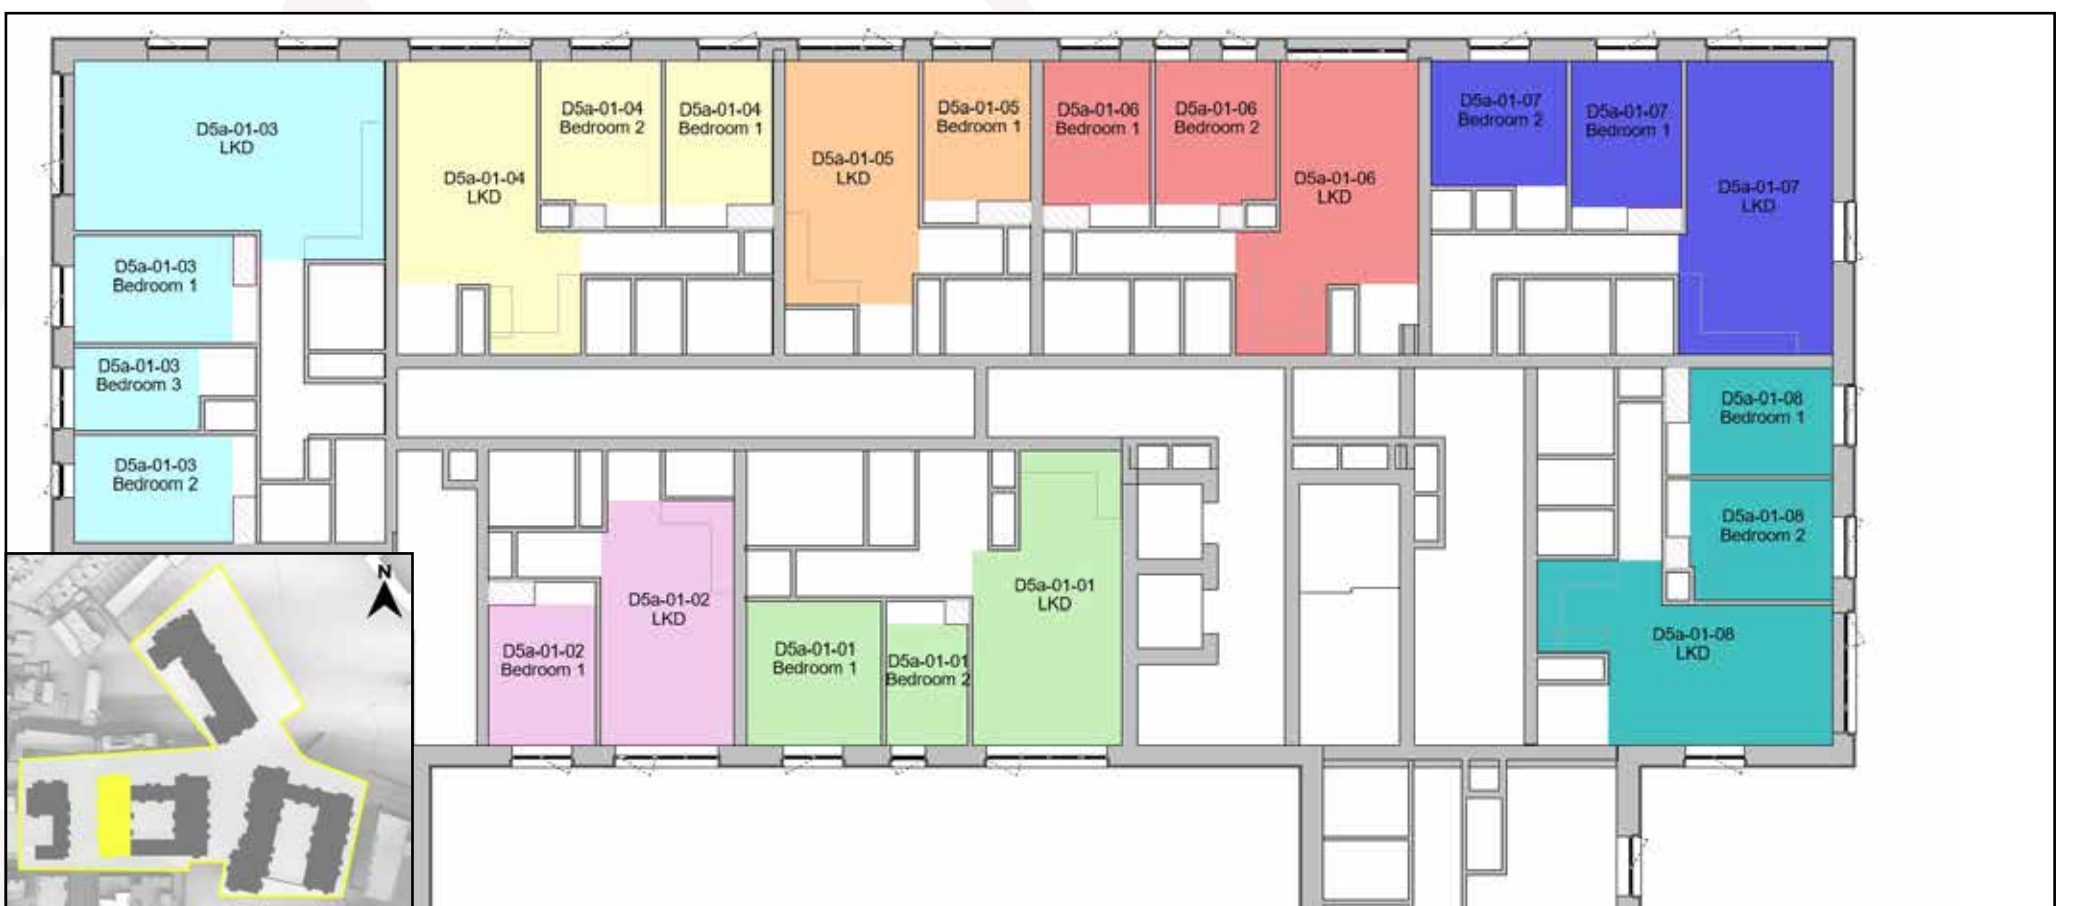 D5a-01-03
LKD
D5a-01-04
LKD
D5a-01-04
Bedroom 2
D5a-01-04
Bedroom 1
D5a-01-05
LKD
D5a-01-05
Bedroom 1
D5a-01-06
Bedroom 1
D5a-01-06
Bedroom 2
D5a-01-06
LKD
D5a-01-07
Bedroom 2
D5a-01-07
Bedroom 1
D5a-01-07
LKD
D5a-01-03
Bedroom 1
D5a-01-03
Bedroom 3
D5a-01-03
Bedroom 2
D5a-01-02
Bedroom 1
D5a-01-02
LKD
D5a-01-01
Bedroom 1
D5a-01-01
Bedroom 2
D5a-01-01
LKD
D5a-01-08
Bedroom 1
D5a-01-08
Bedroom 2
D5a-01-08
LKD
N